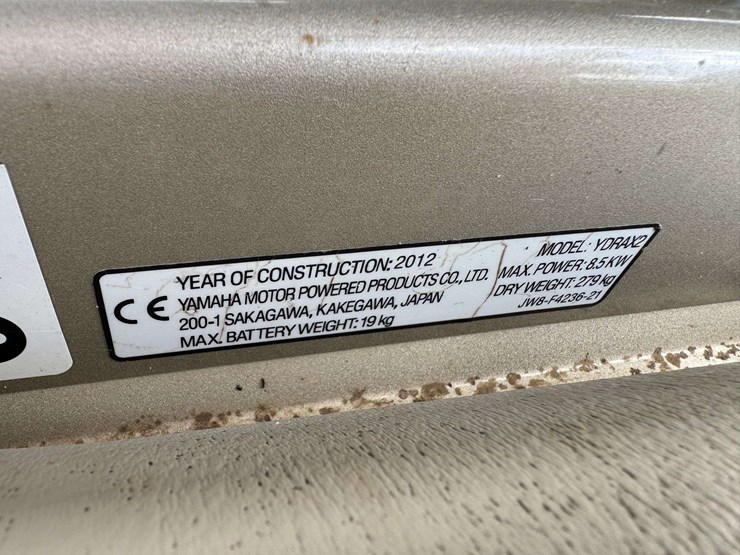 CE
YEAR OF CONSTRUCTION: 2012
YAMAHA MOTOR POWERED PRODUCTS CO., LTD.
200-1 SAKAGAWA, KAKEGAWA, JAPAN
MAX. BATTERY WEIGHT: 19 kg
MODEL: YDRAX2
MAX. POWER: 8.5 KW
DRY WEIGHT: 279 kg
JW8-F4236-21